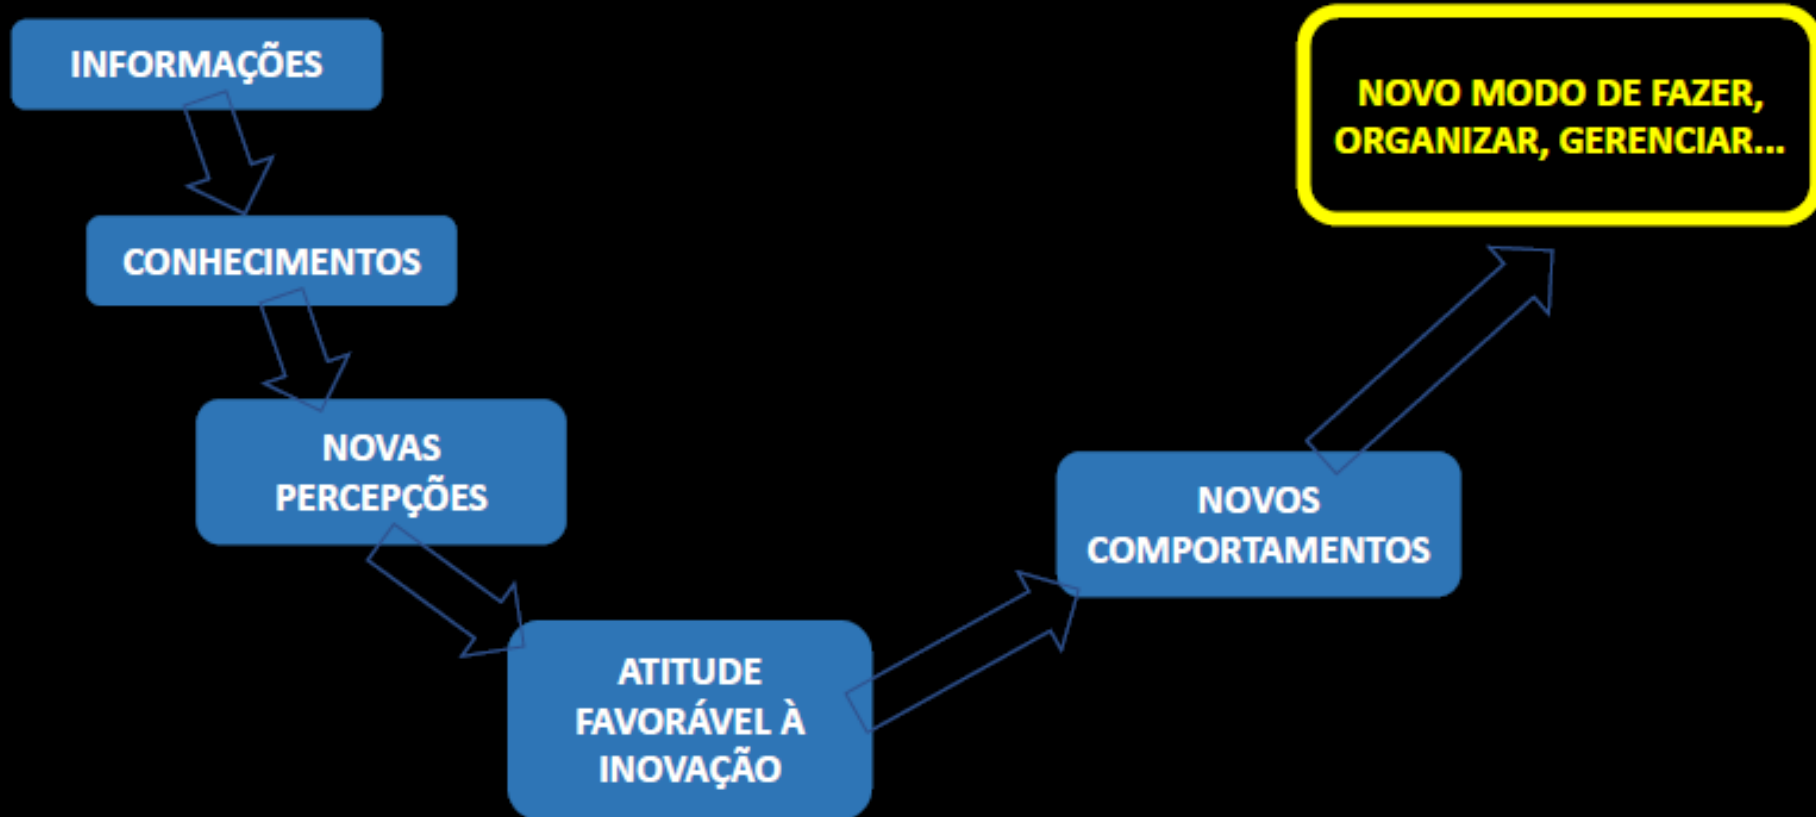 INFORMAÇÕES
CONHECIMENTOS
NOVAS
PERCEPÇÕES
ATITUDE
FAVORÁVEL À
INOVAÇÃO
NOVOS
COMPORTAMENTOS
NOVO MODO DE FAZER,
ORGANIZAR, GERENCIAR...